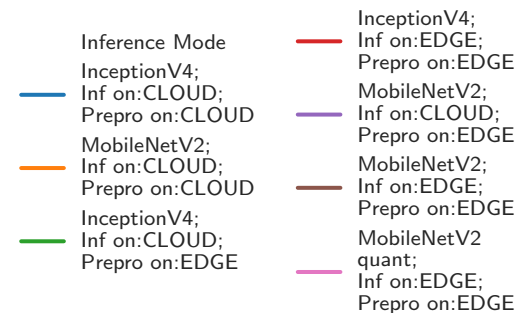 Inference Mode
InceptionV4;
Inf on:CLOUD;
Prepro on:CLOUD
MobileNetV2;
Inf on:CLOUD;
Prepro on:CLOUD
InceptionV4;
Inf on:CLOUD;
Prepro on:EDGE
InceptionV4;
Inf on:EDGE;
Prepro on:EDGE
MobileNetV2;
Inf on:CLOUD;
Prepro on:EDGE
MobileNetV2;
Inf on:EDGE;
Prepro on:EDGE
MobileNetV2
quant;
Inf on:EDGE;
Prepro on:EDGE